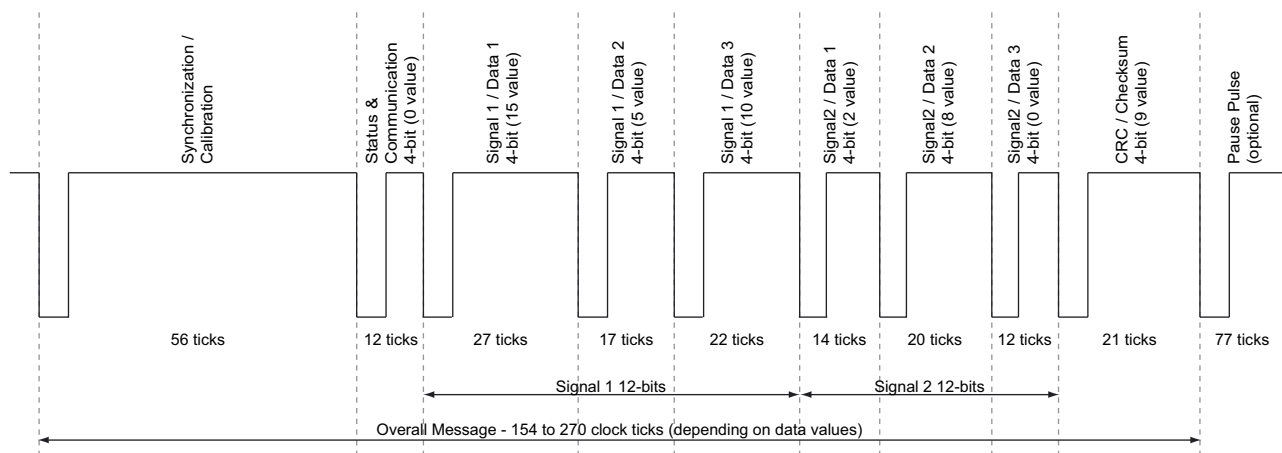 Synchronization /
Calibration
Status &
Communication
4-bit (0 value)
Signal 1 / Data 1
4-bit (15 value)
Signal 1 / Data 2
4-bit (5 value)
Signal 1 / Data 3
4-bit (10 value)
Signal2 / Data 1
4-bit (2 value)
Signal2 / Data 2
4-bit (8 value)
Signal2 / Data 3
4-bit (0 value)
CRC / Checksum
4-bit (9 value)
Pause Pulse
(optional)
56 ticks
12 ticks
27 ticks
17 ticks
22 ticks
14 ticks
20 ticks
12 ticks
21 ticks
77 ticks
Signal 1 12-bits
Signal 2 12-bits
Overall Message - 154 to 270 clock ticks (depending on data values)